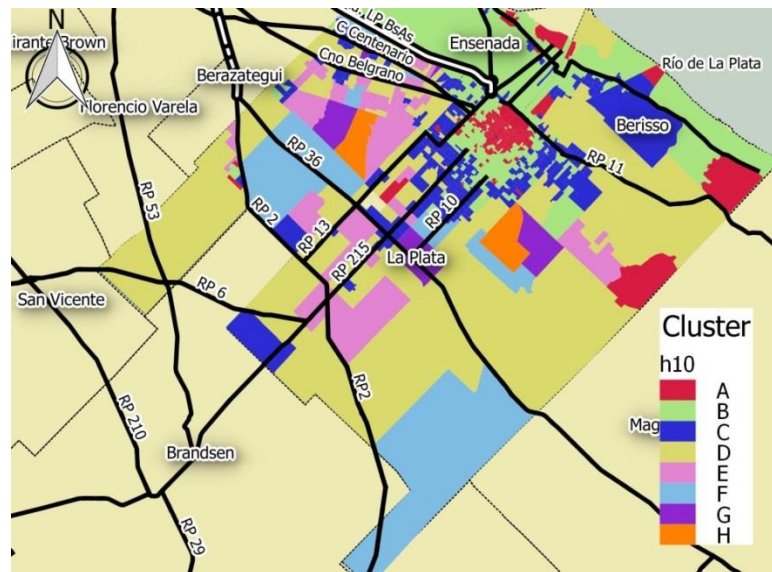 N
irante Brown
Florencio Varela
Berazategui
LP BsAs
C Centenario
Cno Belgrano
Ensenada
Río de La Plata
Berisso
RP 11
RP 36
RP 53
RP 2
RP 13
RP 10
RP 215
La Plata
San Vicente
RP 6
RP2
RP 210
Brandsen
RP 29
Mag
Cluster
h10
A
B
C
D
E
F
G
H